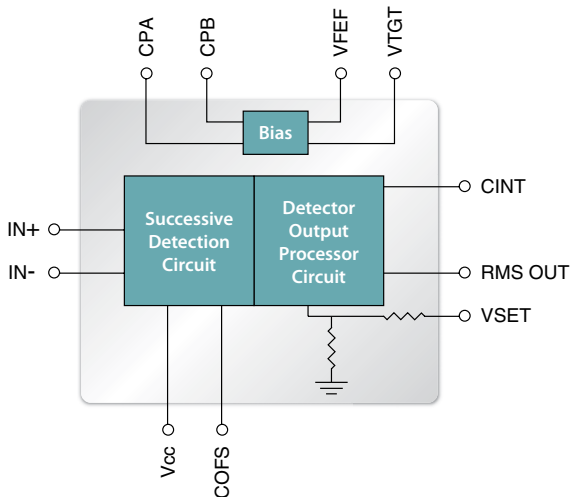 CPA
CPB
VFEF
VTGT
Bias
Successive
Detection
Circuit
Detector
Output
Processor
Circuit
CINT
IN+
IN-
RMS OUT
VSET
Vcc
COFS